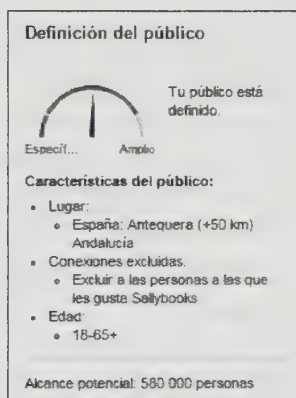 Definición del público
Tu público está
definido.
Específ... Amplio
Características del público:
• Lugar:
España: Antequera (+50 km)
Andalucía
• Conexiones excluidas.
Excluir a las personas a las que
les gusta Sallybooks
• Edad:
18-65+
Alcance potencial: 580 000 personas